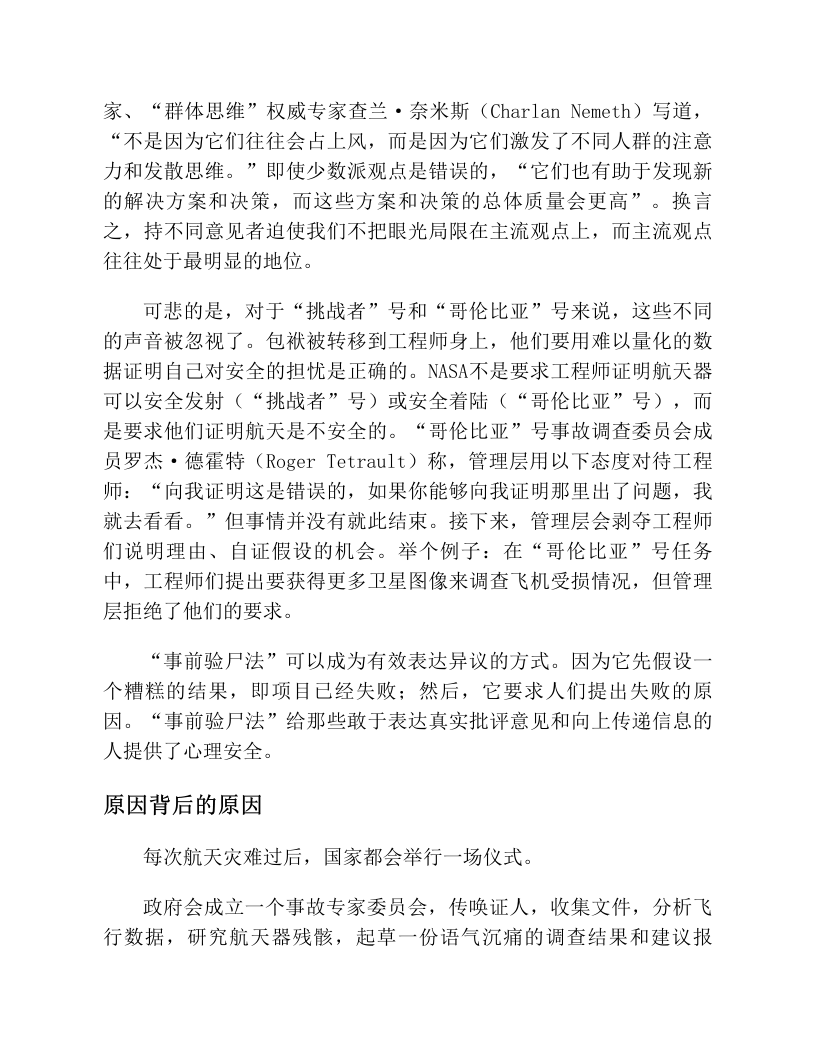 家、“群体思维”权威专家查兰·奈米斯（Charlan Nemeth）写道，
“不是因为它们往往会占上风，而是因为它们激发了不同人群的注意
力和发散思维。”即使少数派观点是错误的，“它们也有助于发现新
的解决方案和决策，而这些方案和决策的总体质量会更高”。换言
之，持不同意见者迫使我们不把眼光局限在主流观点上，而主流观点
往往处于最明显的地位。
可悲的是，对于“挑战者”号和“哥伦比亚”号来说，这些不同
的声音被忽视了。包袱被转移到工程师身上，他们要用难以量化的数
据证明自己对安全的担忧是正确的。NASA不是要求工程师证明航天器
可以安全发射（“挑战者”号）或安全着陆（“哥伦比亚”号），而
是要求他们证明航天是不安全的。“哥伦比亚”号事故调查委员会成
员罗杰·德霍特（Roger Tetrault）称，管理层用以下态度对待工程
师：“向我证明这是错误的，如果你能够向我证明那里出了问题，我
就去看看。”但事情并没有就此结束。接下来，管理层会剥夺工程师
们说明理由、自证假设的机会。举个例子：在“哥伦比亚”号任务
中，工程师们提出要获得更多卫星图像来调查飞机受损情况，但管理
层拒绝了他们的要求。
“事前验尸法”可以成为有效表达异议的方式。因为它先假设一
个糟糕的结果，即项目已经失败；然后，它要求人们提出失败的原
因。“事前验尸法”给那些敢于表达真实批评意见和向上传递信息的
人提供了心理安全。
原因背后的原因
每次航天灾难过后，国家都会举行一场仪式。
政府会成立一个事故专家委员会，传唤证人，收集文件，分析飞
行数据，研究航天器残骸，起草一份语气沉痛的调查结果和建议报